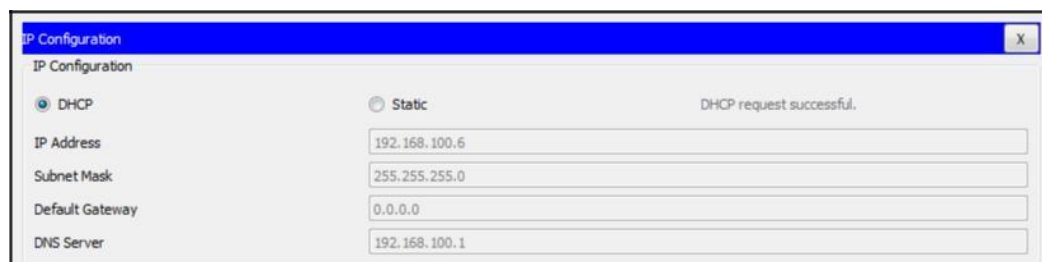 IP Configuration X
IP Configuration
DHCP Static DHCP request successful.
IP Address 192.168.100.6
Subnet Mask 255.255.255.0
Default Gateway 0.0.0.0
DNS Server 192.168.100.1